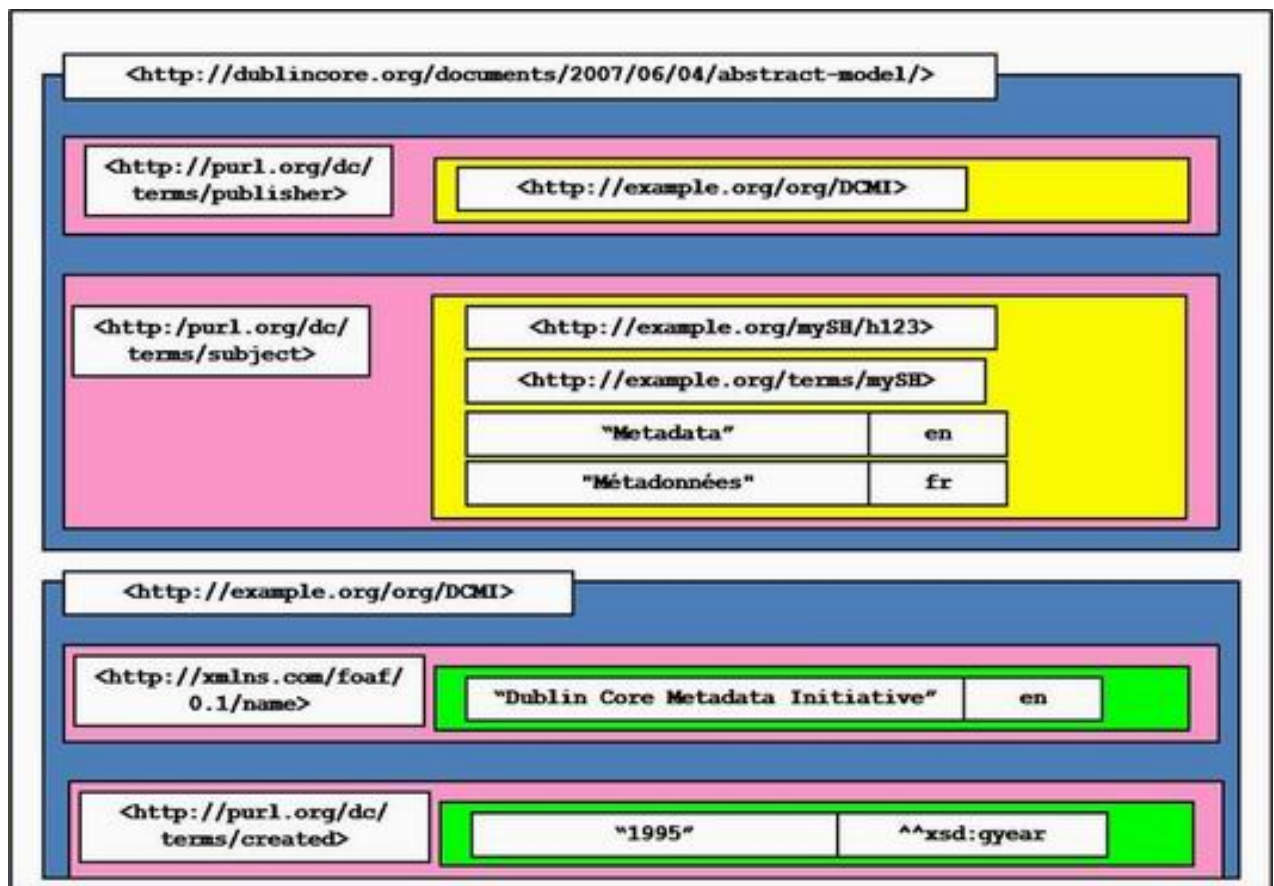 <http://dublincore.org/documents/2007/06/04/abstract-model/>
<http://purl.org/dc/
terms/publisher>
<http://example.org/org/DCMI>
<http:/purl.org/dc/
terms/subject>
<http://example.org/mySH/h123>
<http://example.org/terms/mySH>
“Metadata” en
"Métadonnées" fr
<http://example.org/org/DCMI>
<http://xmlns.com/foaf/
0.1/name>
“Dublin Core Metadata Initiative” en
<http://purl.org/dc/
terms/created>
“1995” ^^xsd:gyear